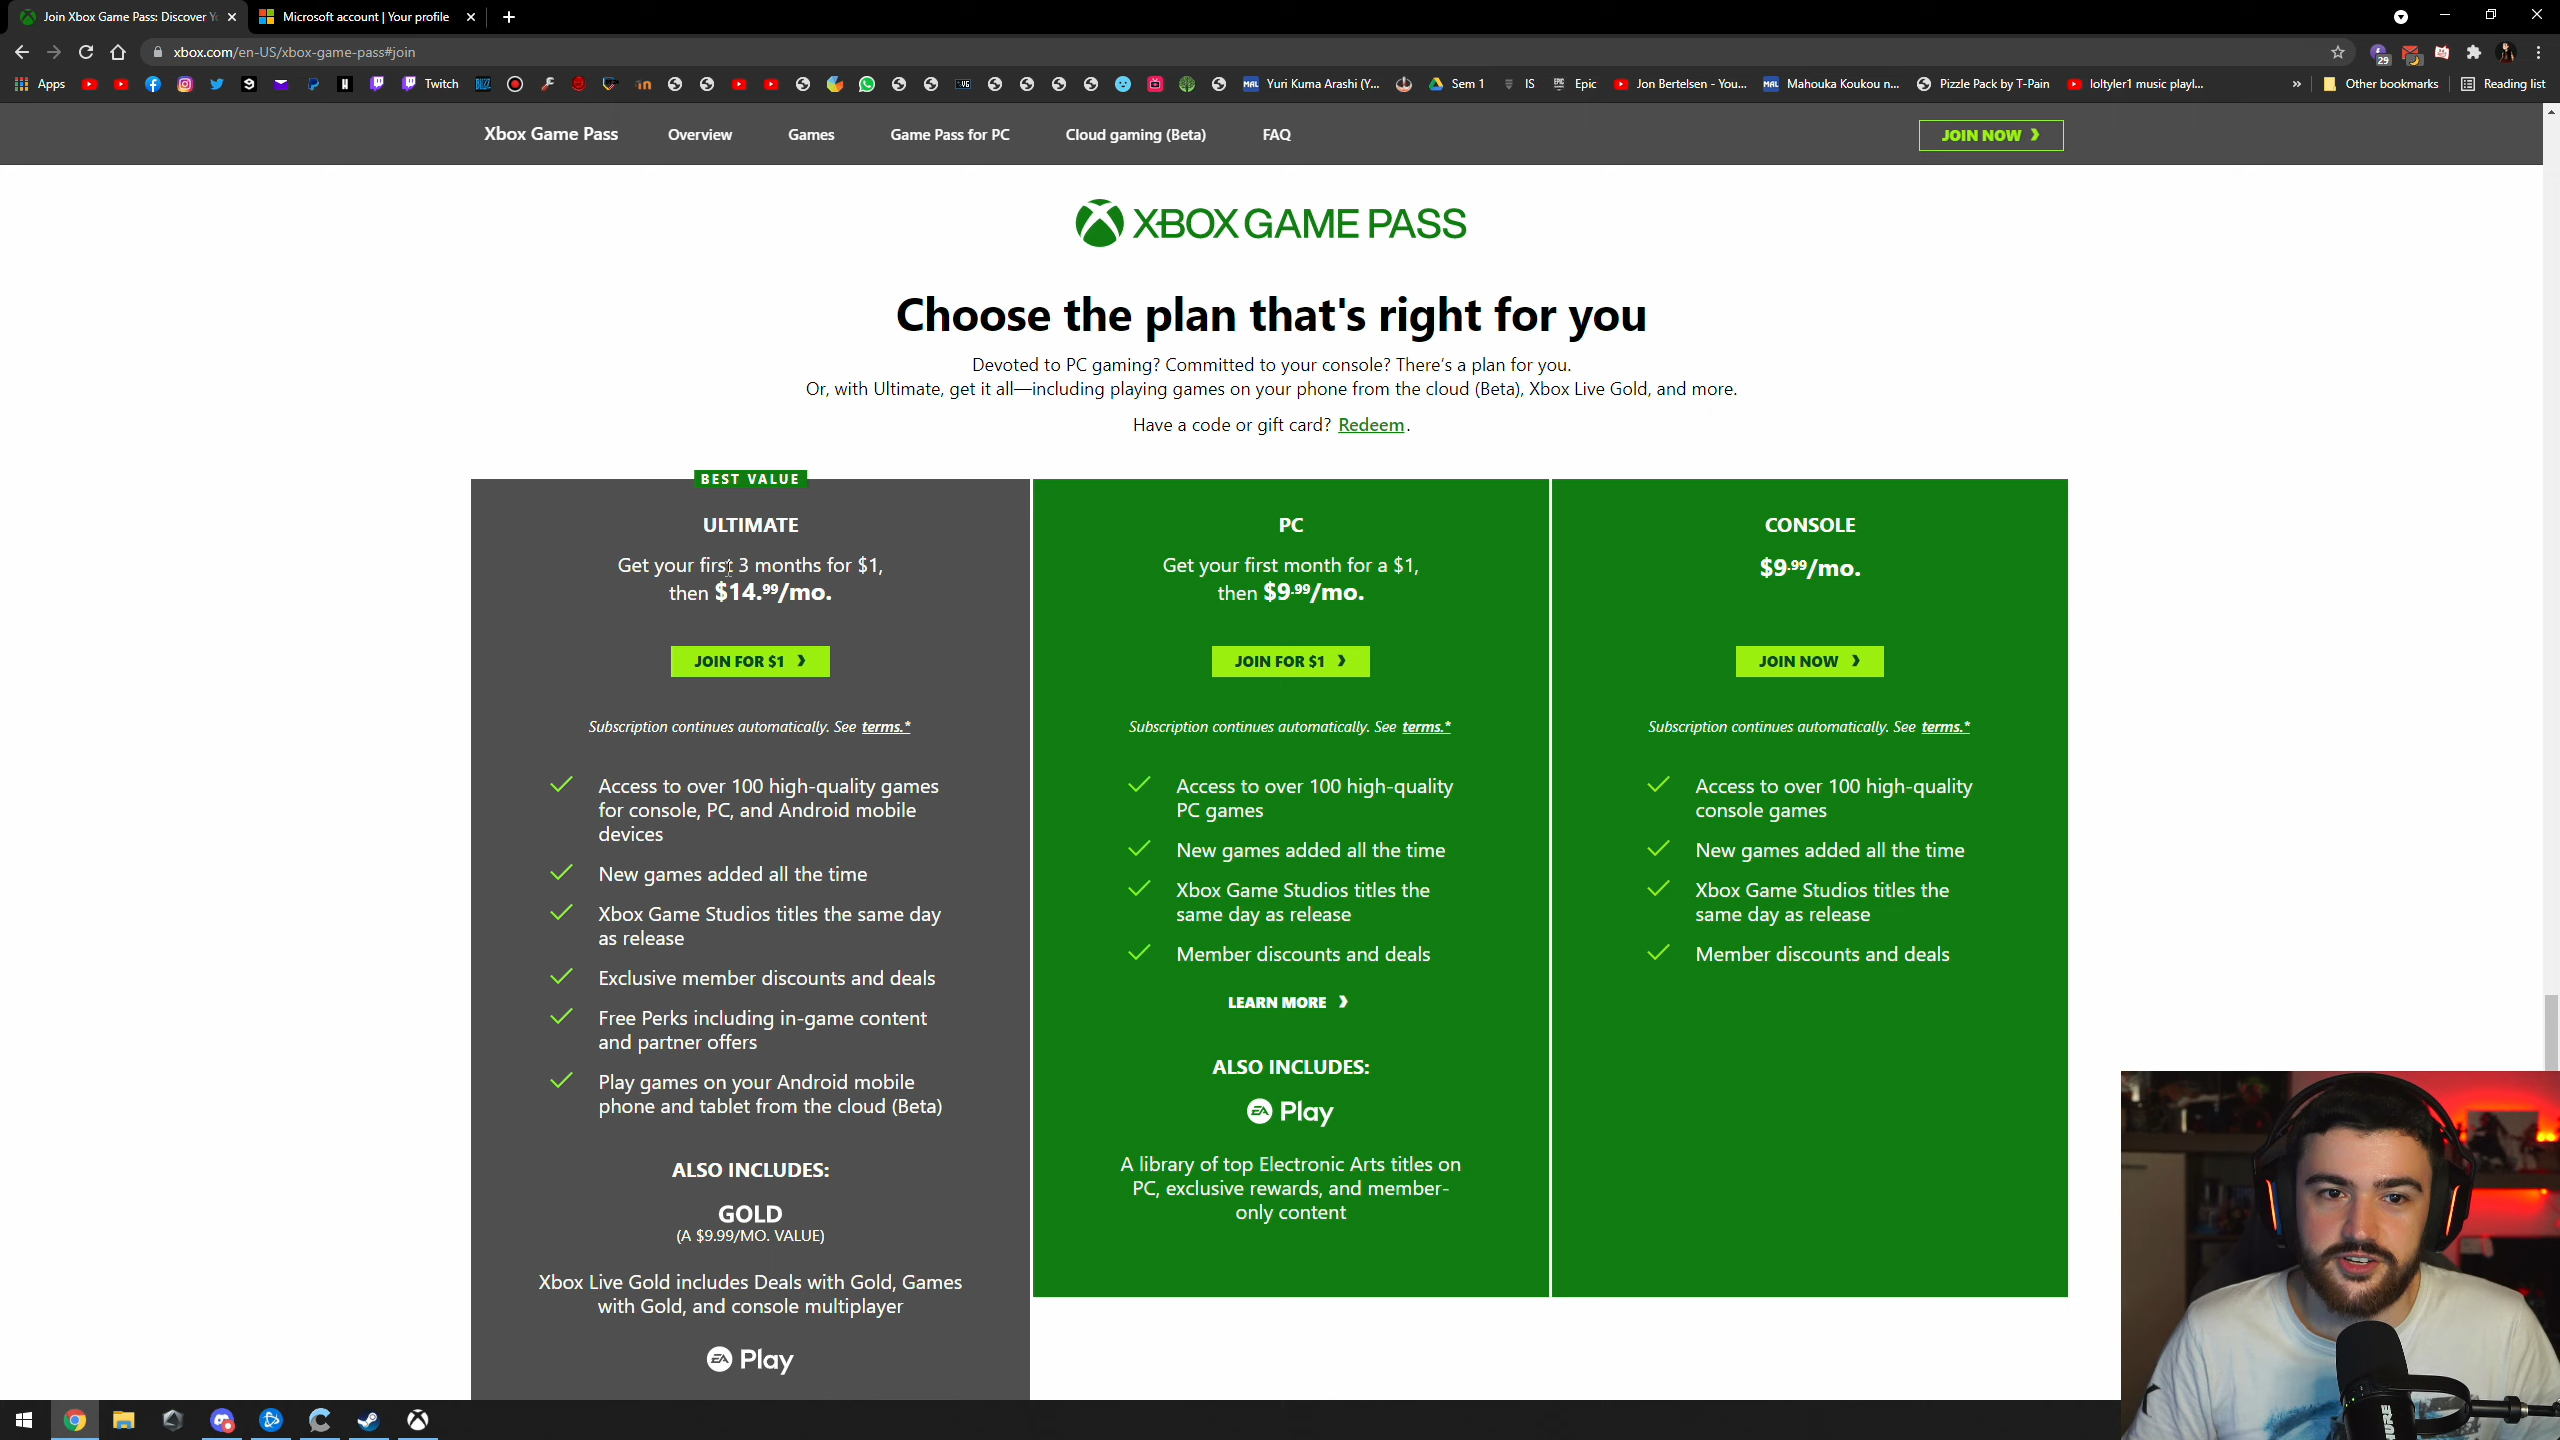 Join Xbox Game Pass: Discover Y
Microsoft account | Your profile
xbox.com/en-US/xbox-game-pass#join
29
Apps
Twitch
BUZZ
in
VG
MAL Yuri Kuma Arashi (Y...
Sem 1
IS
EPIC Epic
Jon Bertelsen - You...
MAL Mahouka Koukou n...
Pizzle Pack by T-Pain
loltyler1 music playl...
»
Other bookmarks
Reading list
Xbox Game Pass
Overview
Games
Game Pass for PC
Cloud gaming (Beta)
FAQ
JOIN NOW
XBOX GAME PASS
Choose the plan that's right for you
Devoted to PC gaming? Committed to your console? There's a plan for you.
Or, with Ultimate, get it all—including playing games on your phone from the cloud (Beta), Xbox Live Gold, and more.
Have a code or gift card? Redeem.
BEST VALUE
ULTIMATE
Get your first 3 months for $1,
then $14.99/mo.
JOIN FOR $1
Subscription continues automatically. See terms.*
Access to over 100 high-quality games
for console, PC, and Android mobile
devices
New games added all the time
Xbox Game Studios titles the same day
as release
Exclusive member discounts and deals
Free Perks including in-game content
and partner offers
Play games on your Android mobile
phone and tablet from the cloud (Beta)
ALSO INCLUDES:
GOLD
(A $9.99/MO. VALUE)
Xbox Live Gold includes Deals with Gold, Games
with Gold, and console multiplayer
EA Play
PC
Get your first month for a $1,
then $9.99/mo.
JOIN FOR $1
Subscription continues automatically. See terms.*
Access to over 100 high-quality
PC games
New games added all the time
Xbox Game Studios titles the
same day as release
Member discounts and deals
LEARN MORE
ALSO INCLUDES:
EA Play
A library of top Electronic Arts titles on
PC, exclusive rewards, and member-
only content
CONSOLE
$9.99/mo.
JOIN NOW
Subscription continues automatically. See terms.*
Access to over 100 high-quality
console games
New games added all the time
Xbox Game Studios titles the
same day as release
Member discounts and deals
SHURE